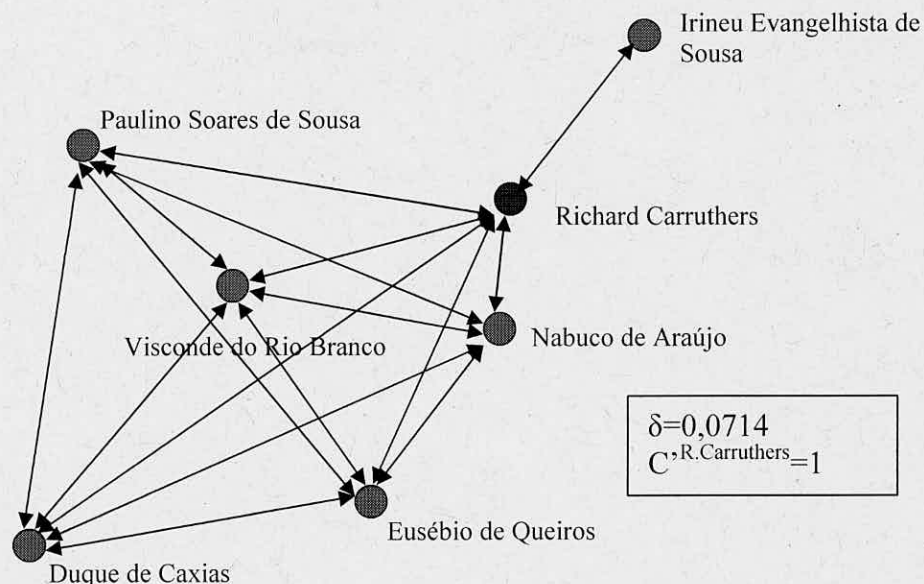 Irineu Evangelhista de
Sousa
Paulino Soares de Sousa
Richard Carruthers
Visconde do Rio Branco
Nabuco de Araújo
δ=0,0714
C’R.Carruthers=1
Eusébio de Queiros
Duque de Caxias